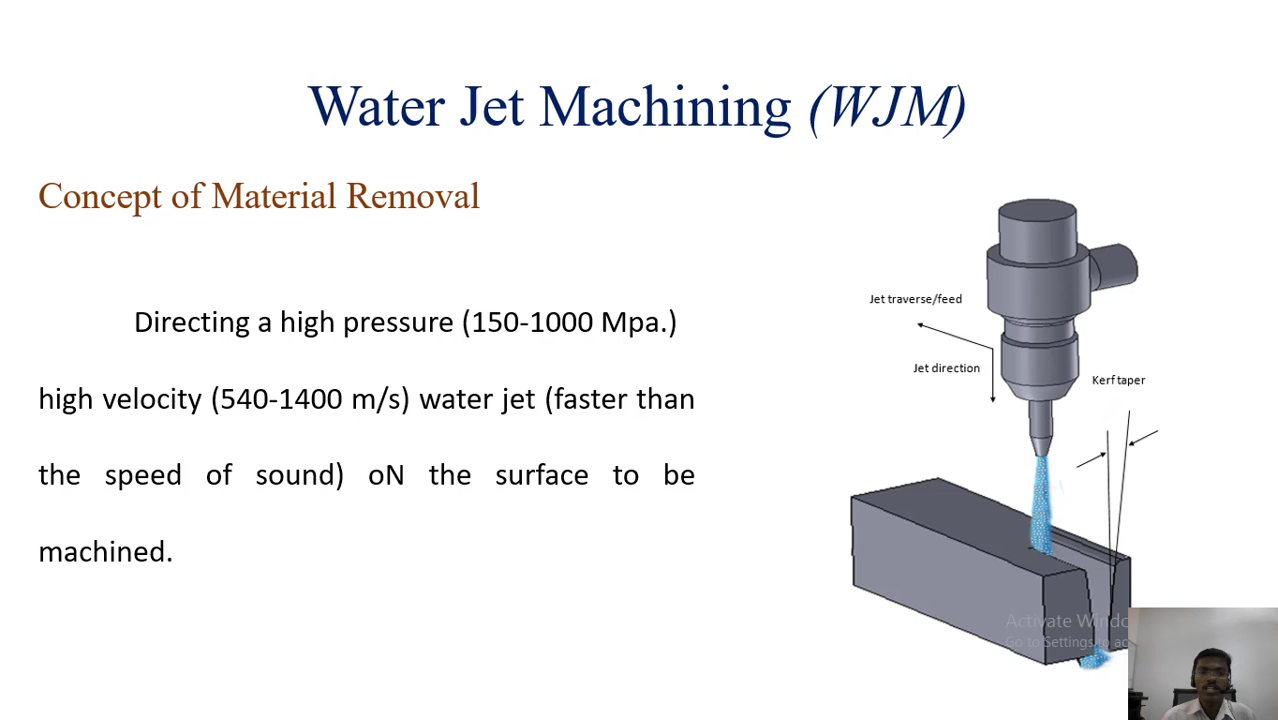 Water Jet Machining (WJM)
Concept of Material Removal
Directing a high pressure (150-1000 Mpa.)
high velocity (540-1400 m/s) water jet (faster than
the speed of sound) oN the surface to be
machined.
Jet traverse/feed
Jet direction
Kerf taper
Activate Windo
Go to Settings to ac